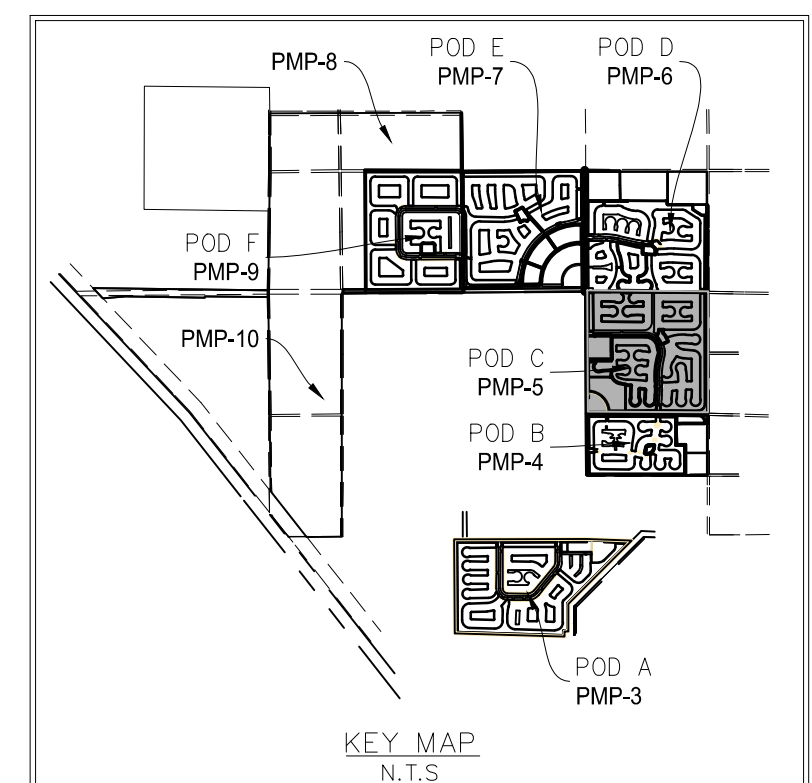 PMP-8
POD E
PMP-7
POD D
PMP-6
POD F
PMP-9
PMP-10
POD C
PMP-5
POD B
PMP-4
POD A
PMP-3
KEY MAP
N.T.S